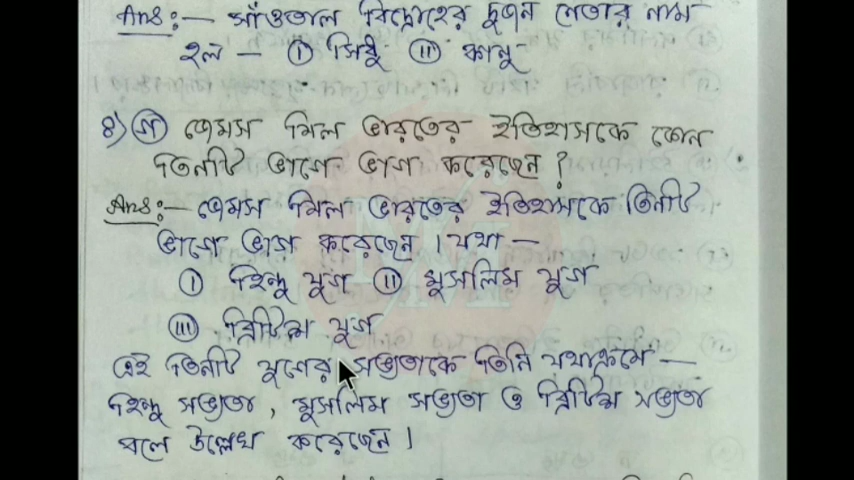 Ans:— সাঁওতাল বিদ্রোহের দুজন নেতার নাম
হল — (i) সিধু (ii) কানু
৪) (গ) জেমস মিল ভারতের ইতিহাসকে কোন
তিনটি ভাগে ভাগ করেছেন ?
Ans:— জেমস মিল ভারতের ইতিহাসকে তিনটি
ভাগে ভাগ করেছেন । যথা —
(i) হিন্দু যুগ (ii) মুসলিম যুগ
(iii) ব্রিটিশ যুগ
এই তিনটি যুগের সভ্যতাকে তিনি যথাক্রমে —
হিন্দু সভ্যতা , মুসলিম সভ্যতা ও ব্রিটিশ সভ্যতা
বলে উল্লেখ করেছেন ।